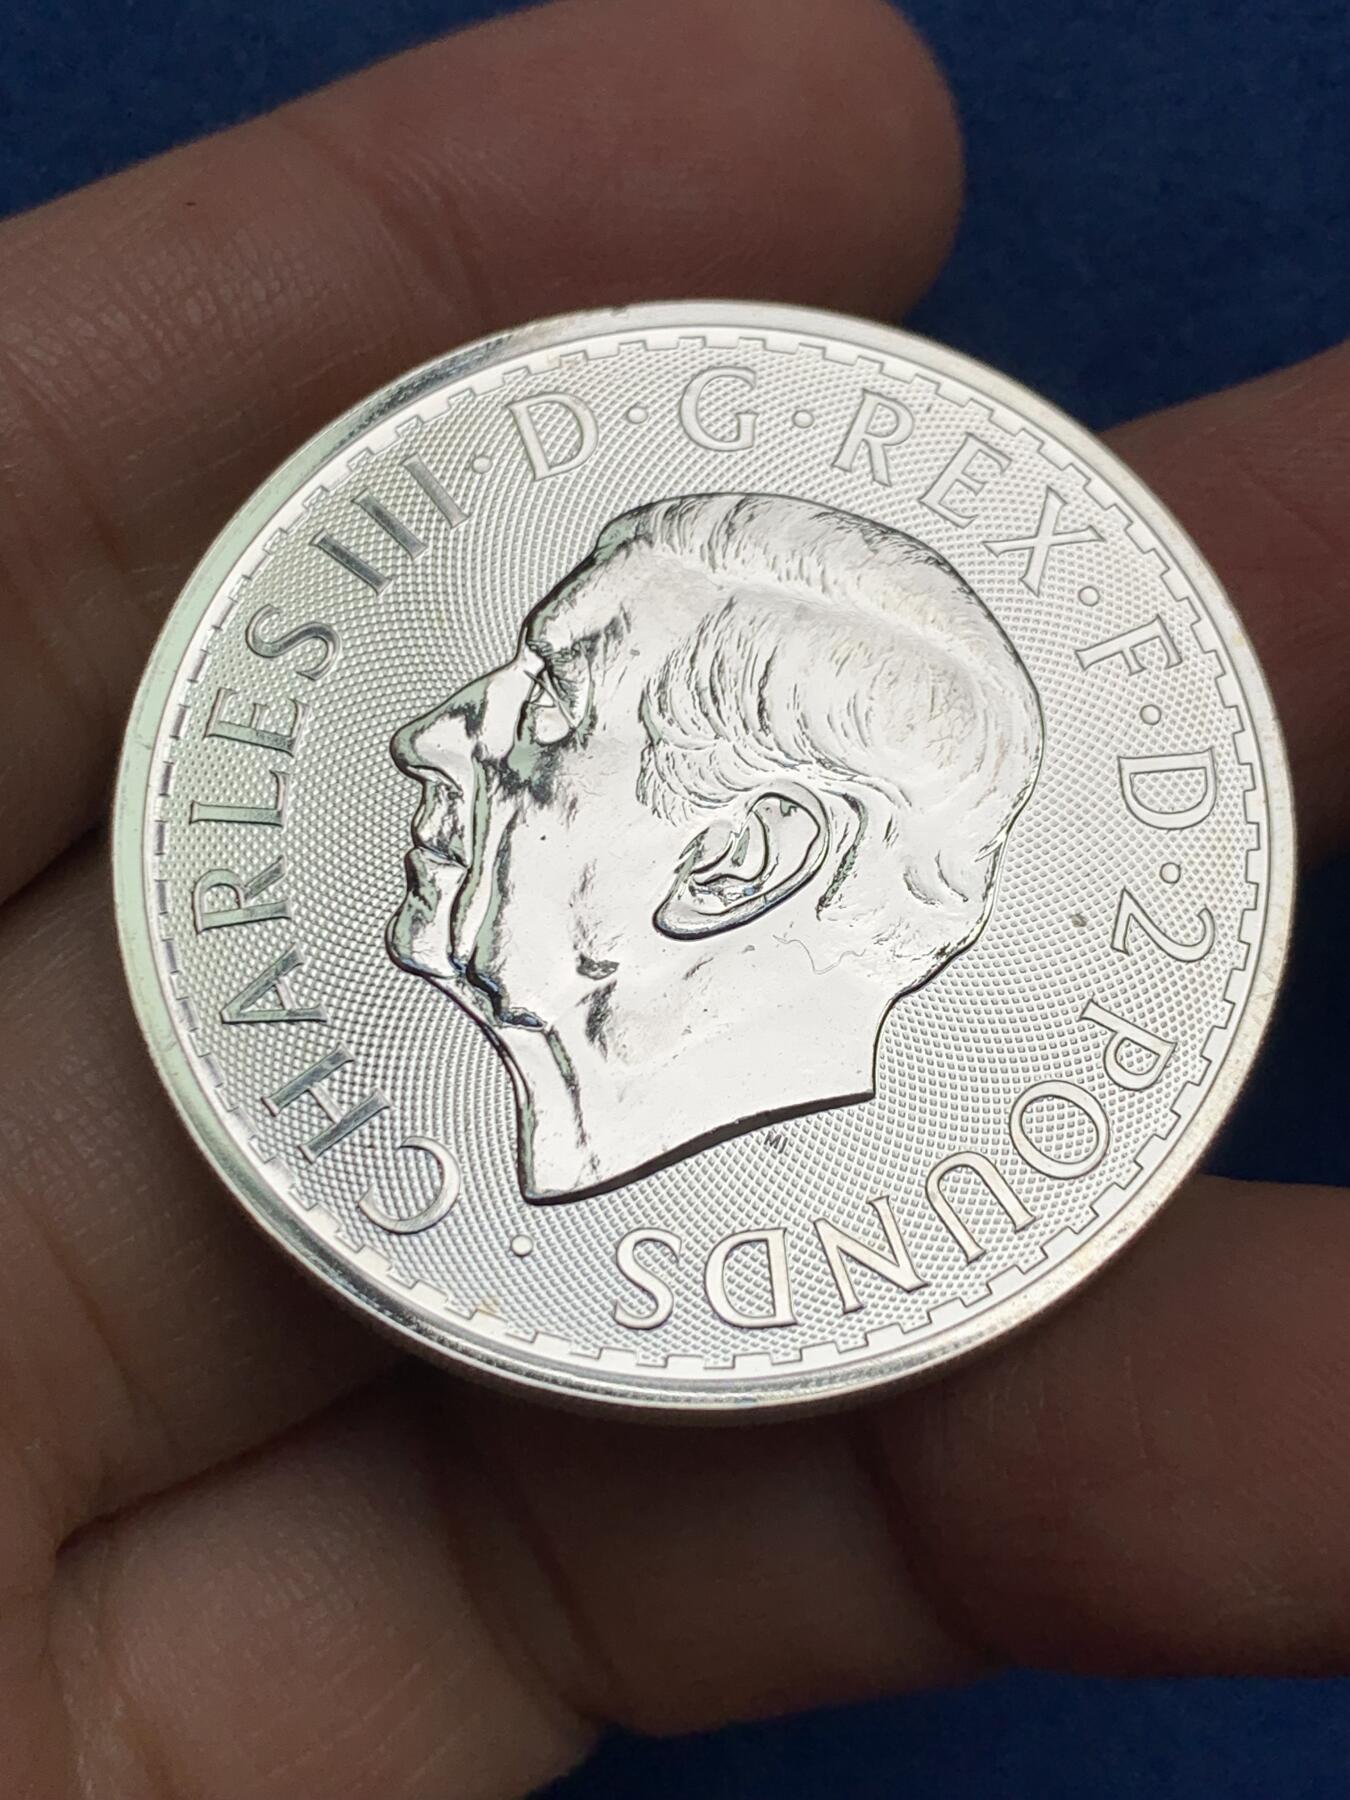 · CHARLES III · D · G · REX · F · D · 2 POUNDS
MJ